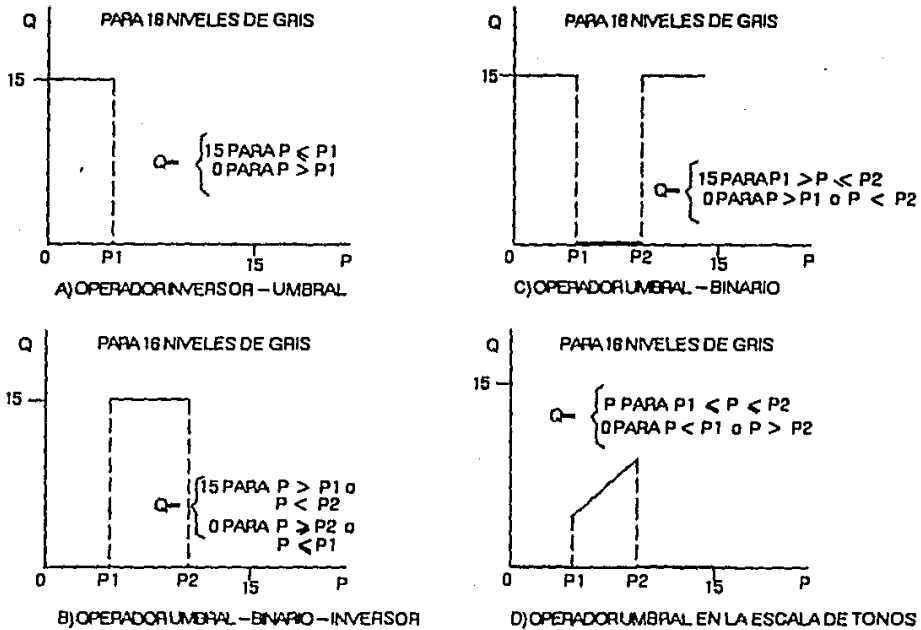 Q PARA 16 NIVELES DE GRIS
15
Q= { 15 PARA P ⩽ P1
0 PARA P > P1
0 P1 15 P
A) OPERADOR INVERSOR - UMBRAL
Q PARA 16 NIVELES DE GRIS
15
Q= { 15 PARA P1 > P ⩽ P2
0 PARA P > P1 o P < P2
0 P1 P2 15 P
C) OPERADOR UMBRAL - BINARIO
Q PARA 16 NIVELES DE GRIS
15
Q= { 15 PARA P > P1 o
P < P2
0 PARA P ⩾ P2 o
P ⩽ P1
0 P1 P2 15 P
B) OPERADOR UMBRAL - BINARIO - INVERSOR
Q PARA 16 NIVELES DE GRIS
15
Q= { P PARA P1 ⩽ P ⩽ P2
0 PARA P < P1 o P > P2
0 P1 P2 15 P
D) OPERADOR UMBRAL EN LA ESCALA DE TONOS